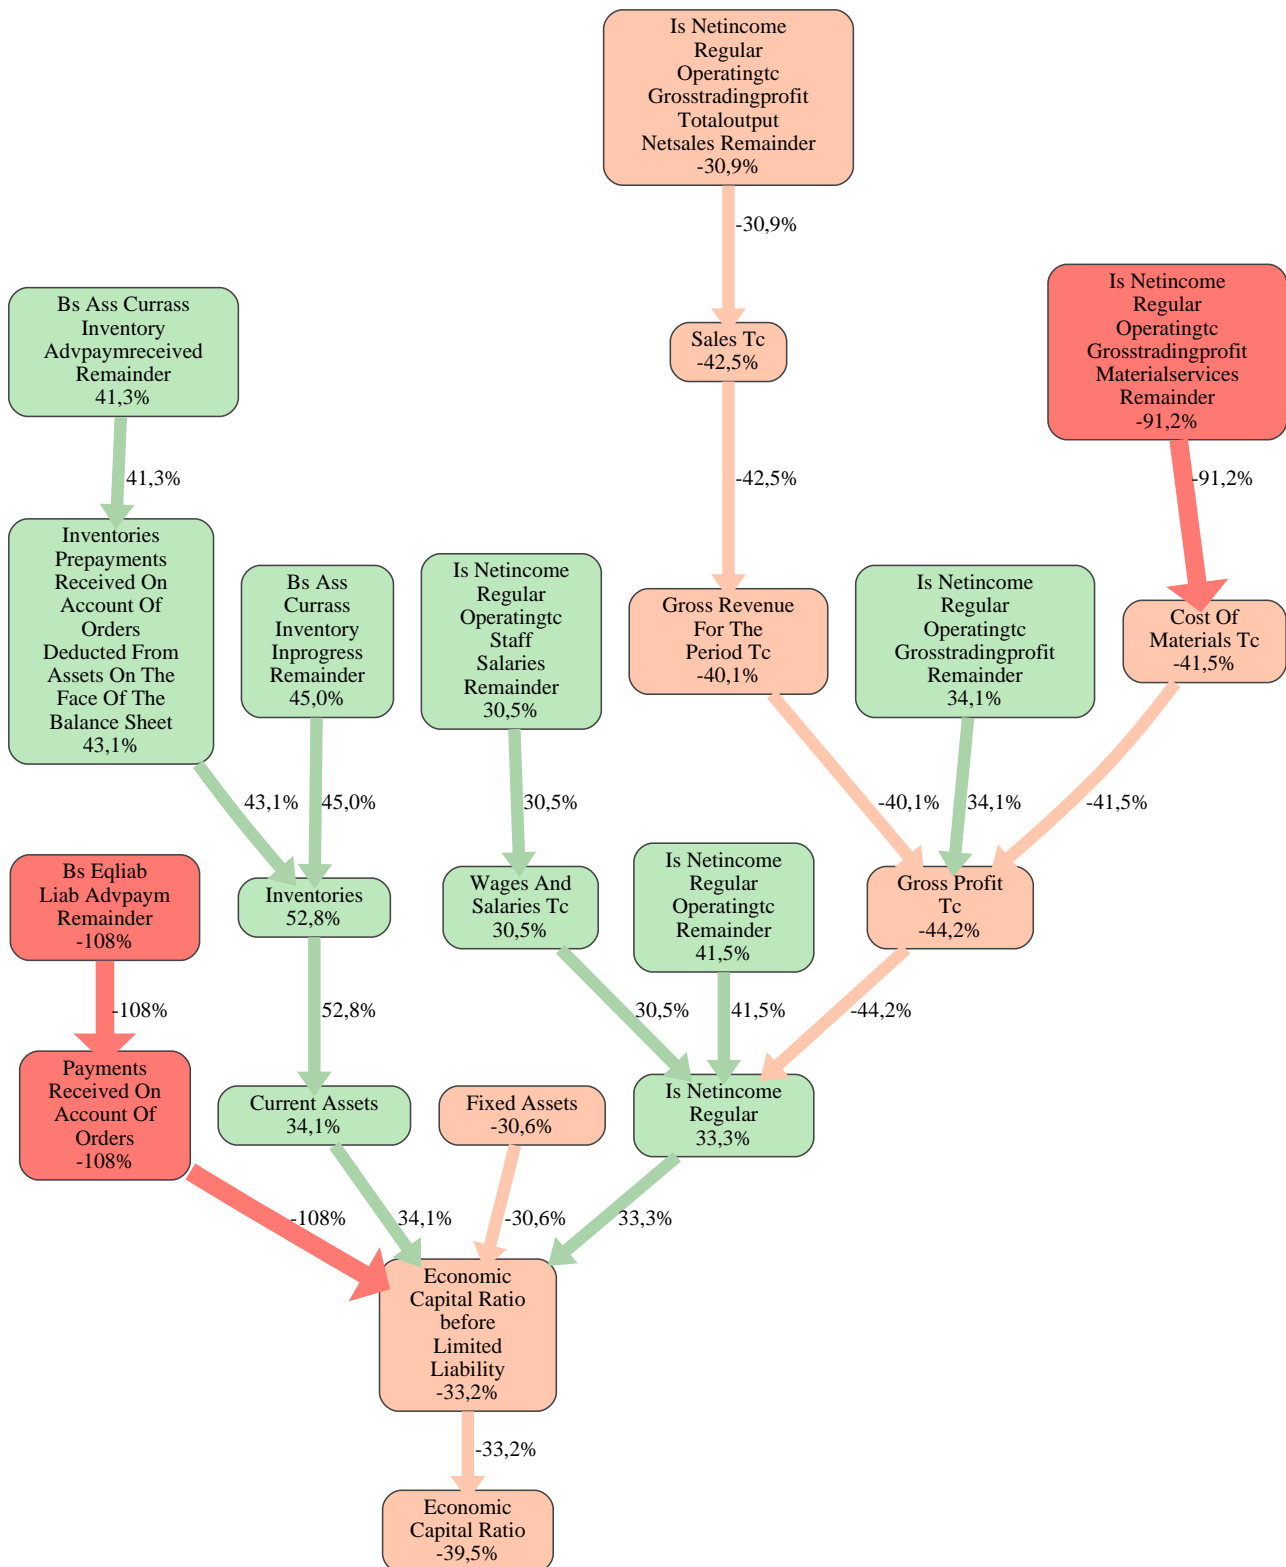 Is Netincome
Regular
Operatingtc
Grosstradingprofit
Totaloutput
Netsales Remainder
-30,9%
-30,9%
Bs Ass Currass
Inventory
Advpaymreceived
Remainder
41,3%
Sales Tc
-42,5%
Is Netincome
Regular
Operatingtc
Grosstradingprofit
Materialservices
Remainder
-91,2%
41,3%
-42,5%
-91,2%
Inventories
Prepayments
Received On
Account Of
Orders
Deducted From
Assets On The
Face Of The
Balance Sheet
43,1%
Bs Ass
Currass
Inventory
Inprogress
Remainder
45,0%
Is Netincome
Regular
Operatingtc
Staff
Salaries
Remainder
30,5%
Gross Revenue
For The
Period Tc
-40,1%
Is Netincome
Regular
Operatingtc
Grosstradingprofit
Remainder
34,1%
Cost Of
Materials Tc
-41,5%
43,1%
45,0%
30,5%
-40,1%
34,1%
-41,5%
Bs Eqliab
Liab Advpaym
Remainder
-108%
Inventories
52,8%
Wages And
Salaries Tc
30,5%
Is Netincome
Regular
Operatingtc
Remainder
41,5%
Gross Profit
Tc
-44,2%
-108%
52,8%
30,5%
41,5%
-44,2%
Payments
Received On
Account Of
Orders
-108%
Current Assets
34,1%
Fixed Assets
-30,6%
Is Netincome
Regular
33,3%
-108%
34,1%
-30,6%
33,3%
Economic
Capital Ratio
before
Limited
Liability
-33,2%
-33,2%
Economic
Capital Ratio
-39,5%